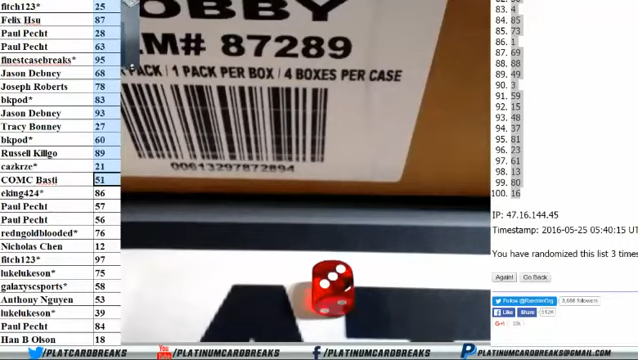 fitch123* 25
Felix Hsu 87
Paul Pecht 28
Paul Pecht 63
finestcasebreaks* 95
Jason Debney 68
Joseph Roberts 78
bkpod* 83
Jason Debney 93
Tracy Bonney 27
bkpod* 60
Russell Killgo 89
cazkrze* 21
COMC Basti 51
eking424* 86
Paul Pecht 57
Paul Pecht 56
redngoldblooded* 76
Nicholas Chen 12
fitch123* 97
lukelukeson* 75
galaxyscsports* 58
Anthony Nguyen 53
lukelukeson* 39
Paul Pecht 84
Han B Olson 18
OBBY
M# 87289
PACK / 1 PACK PER BOX / 4 BOXES PER CASE
00613297872894
83. 4
84. 85
85. 73
86. 1
87. 69
88. 88
89. 49
90. 3
91. 59
92. 15
93. 48
94. 37
95. 81
96. 23
97. 61
98. 13
99. 80
100. 16
IP: 47.16.144.45
Timestamp: 2016-05-25 05:40:15 UT
You have randomized this list 3 times
Again! Go Back
Follow @RandomOrg followers
Like Share
/PLATCARDBREAKS /PLATINUMCARDBREAKS /PLATINUMCARDBREAKS PLATINUMCARDBREAKS@GMAIL.COM